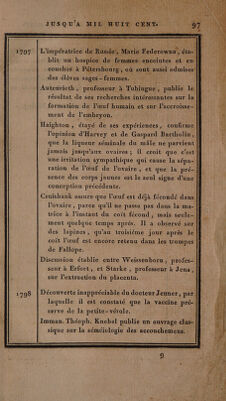 JUSQU'A MIL HUIT CENT. 97
1797 L'impératrice de Russie, Marie Federowna, éta-
blit un hospice de femmes enceintes et en
couches à Pétersbourg, où sont aussi admises
des élèves sages-femmes.
Autenrieth, professeur à Tubingue, publie le
résultat de ses recherches intéressantes sur la
formation de l'œuf humain et sur l'accroisse-
ment de l'embryon.
Haighton, étayé de ses expériences, confirme
l'opinion d'Harvey et de Gaspard Bartholin,
que la liqueur séminale du mâle ne parvient
jamais jusqu'aux ovaires; il croit que c'est
une irritation sympathique qui cause la sépa-
ration de l'œuf de l'ovaire, et que la pré-
sence des corps jaunes est le seul signe d'une
conception précédente.
Cruikshank assure que l'œuf est déjà fécondé dans
l'ovaire, parce qu'il ne passe pas dans la ma-
trice à l'instant du coït fécond, mais seule-
ment quelque temps après. Il a observé sur
des lapines, qu'au troisième jour après le
coït l'œuf est encore retenu dans les trompes
de Fallope.
Discussion établie entre Weissenborn, profes-
seur à Erfort, et Starke, professeur à Jena,
sur l'extraction du placenta.
1798 Découverte inappréciable du docteur Jenner, par
laquelle il est constaté que la vaccine pré-
serve de la petite-vérole.
Imman. Théoph. Knebel publie un ouvrage clas-
sique sur la séméiologie des accouchemens.
9